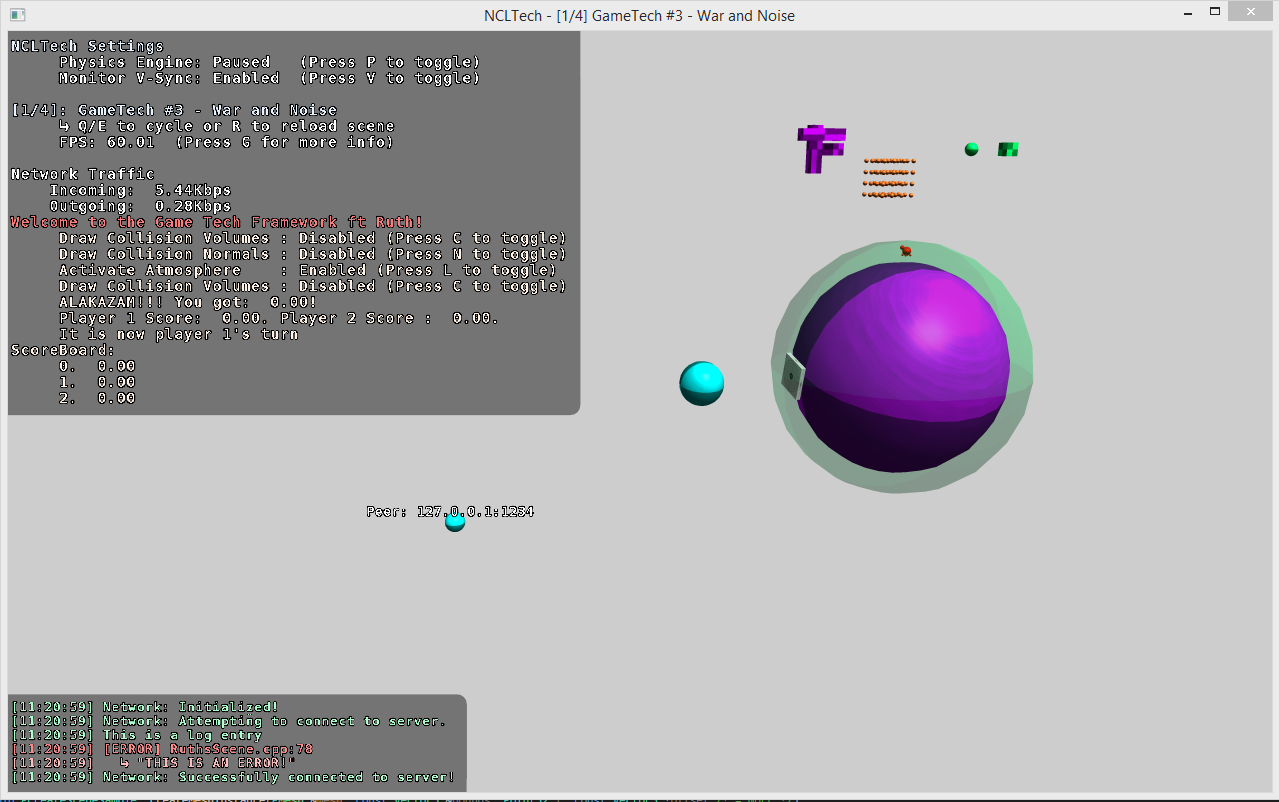 NCLTech - [1/4] GameTech #3 - War and Noise
NCLTech Settings
Physics Engine: Paused (Press P to toggle)
Monitor V-Sync: Enabled (Press V to toggle)
[1/4]: GameTech #3 - War and Noise
↳ Q/E to cycle or R to reload scene
FPS: 60.01 (Press G for more info)
Network Traffic
Incoming: 5.44Kbps
Outgoing: 0.28Kbps
Welcome to the Game Tech Framework ft Ruth!
Draw Collision Volumes : Disabled (Press C to toggle)
Draw Collision Normals : Disabled (Press N to toggle)
Activate Atmosphere : Enabled (Press L to toggle)
Draw Collision Volumes : Disabled (Press C to toggle)
ALAKAZAM!!! You got: 0.00!
Player 1 Score: 0.00. Player 2 Score : 0.00.
It is now player 1's turn
ScoreBoard:
0. 0.00
1. 0.00
2. 0.00
Peer: 127.0.0.1:1234
[11:20:59] Network: Initialized!
[11:20:59] Network: Attempting to connect to server.
[11:20:59] This is a log entry
[11:20:59] [ERROR] RuthsScene.cpp:78
[11:20:59] ↳ "THIS IS AN ERROR!"
[11:20:59] Network: Successfully connected to server!